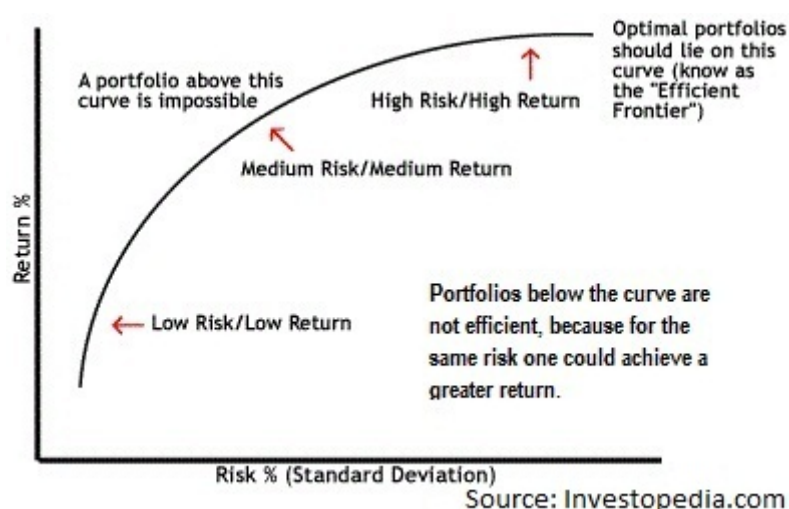 Optimal portfolios
should lie on this
curve (know as
the "Efficient
Frontier")
A portfolio above this
curve is impossible
High Risk/High Return
Medium Risk/Medium Return
Return %
Low Risk/Low Return
Portfolios below the curve are
not efficient, because for the
same risk one could achieve a
greater return.
Risk % (Standard Deviation)
Source: Investopedia.com